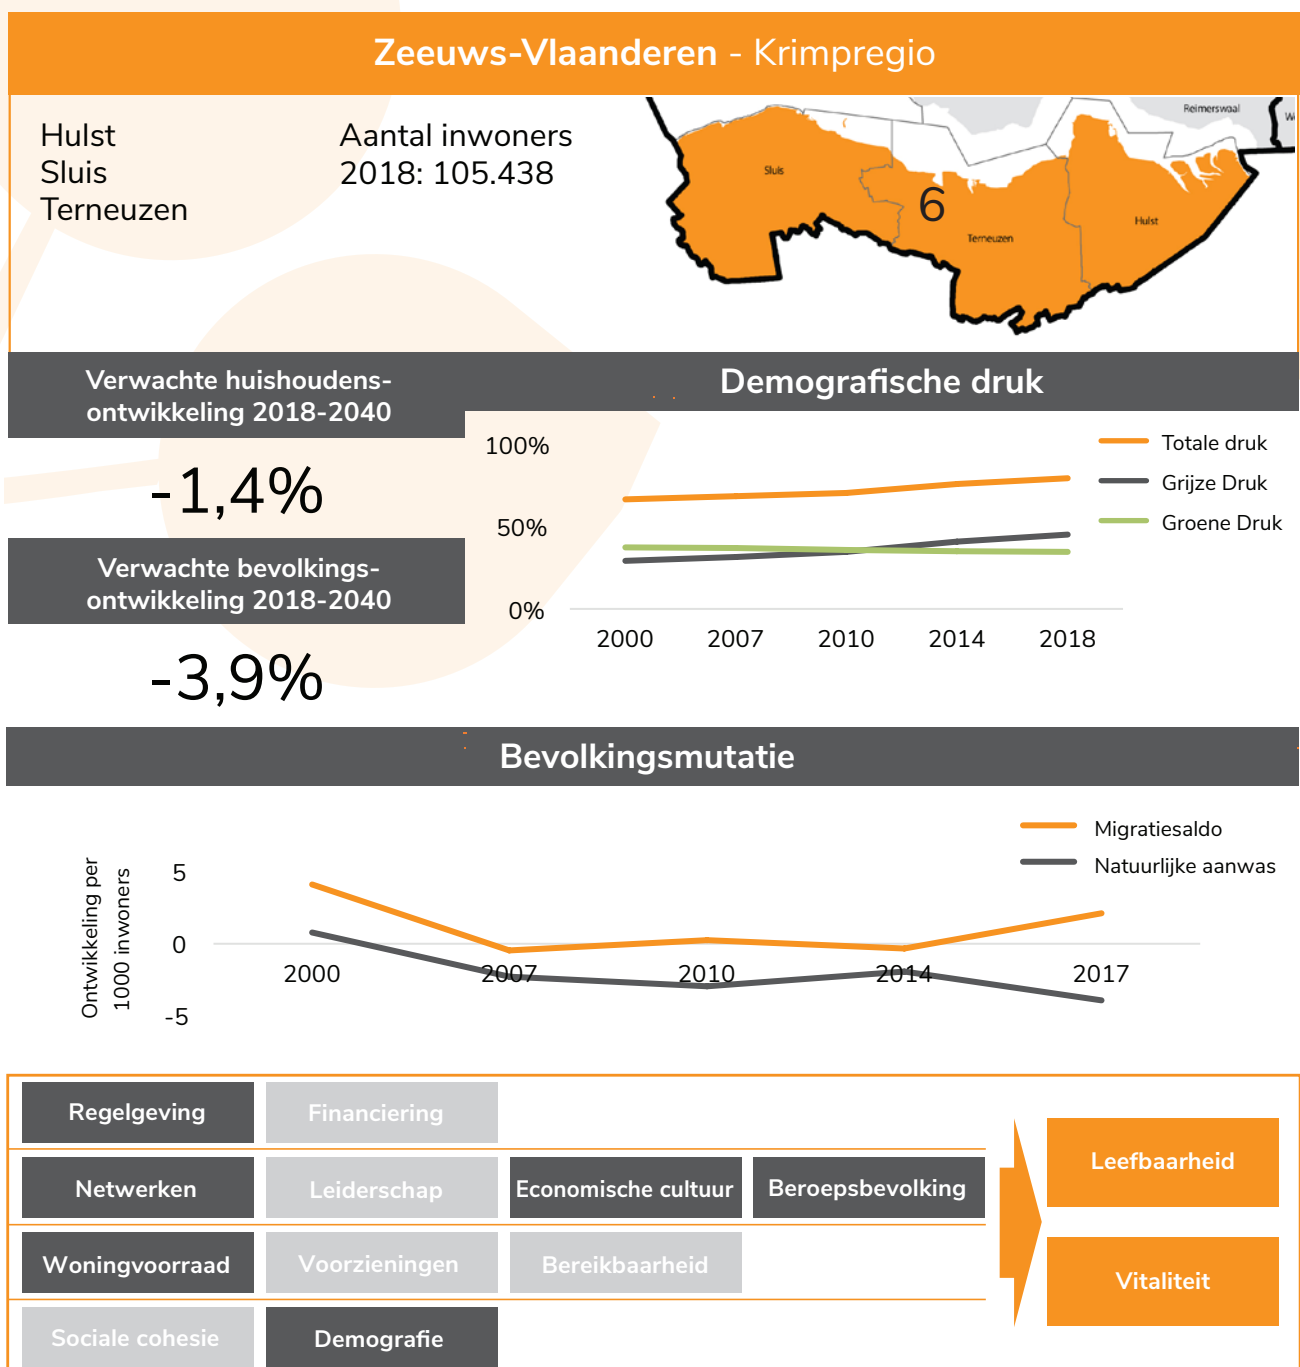 Zeeuws-Vlaanderen - Krimpregio
Hulst
Sluis
Terneuzen
Aantal inwoners
2018: 105.438
Reimerswaal
Sluis
6
Terneuzen
Hulst
Verwachte huishoudens-
ontwikkeling 2018-2040
-1,4%
Verwachte bevolkings-
ontwikkeling 2018-2040
-3,9%
Demografische druk
100%
50%
0%
2000 2007 2010 2014 2018
Totale druk
Grijze Druk
Groene Druk
Bevolkingsmutatie
Ontwikkeling per
1000 inwoners
5
0
-5
2000 2007 2010 2014 2017
Migratiesaldo
Natuurlijke aanwas
Regelgeving Financiering
Netwerken Leiderschap Economische cultuur Beroepsbevolking
Woningvoorraad Voorzieningen Bereikbaarheid
Sociale cohesie Demografie
Leefbaarheid
Vitaliteit